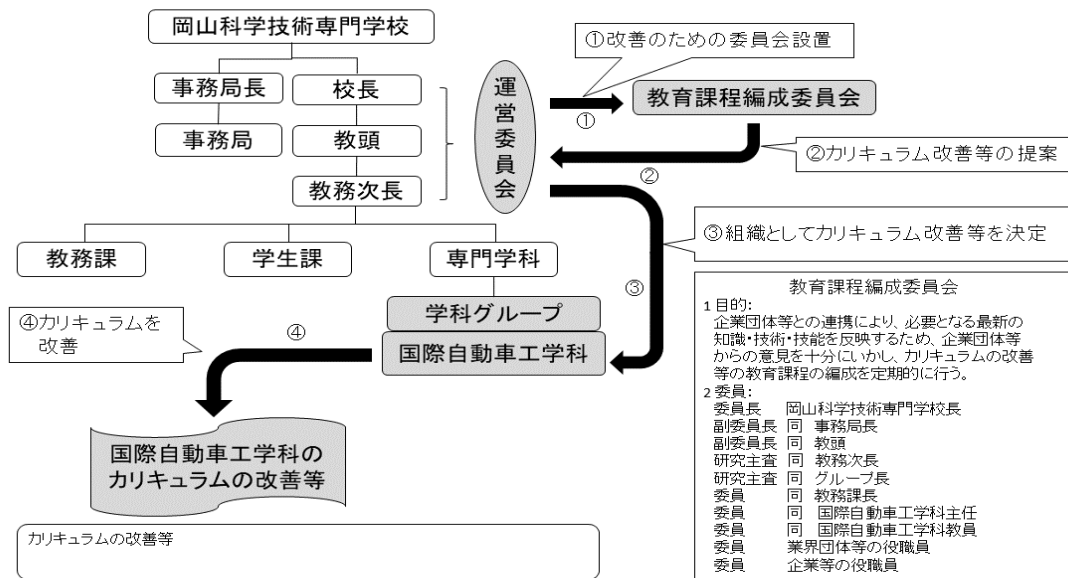 岡山科学技術専門学校
①改善のための委員会設置
事務局長
校長
運営委員会
教育課程編成委員会
①
事務局
教頭
②カリキュラム改善等の提案
②
教務次長
③組織としてカリキュラム改善等を決定
教務課
学生課
専門学科
③
学科グループ
国際自動車工学科
④カリキュラムを
改善
④
国際自動車工学科の
カリキュラムの改善等
カリキュラムの改善等
教育課程編成委員会
1 目的:
企業団体等との連携により、必要となる最新の
知識・技術・技能を反映するため、企業団体等
からの意見を十分にいかし、カリキュラムの改善
等の教育課程の編成を定期的に行う。
2 委員:
委員長 岡山科学技術専門学校長
副委員長 同 事務局長
副委員長 同 教頭
研究主査 同 教務次長
研究主査 同 グループ長
委員 同 教務課長
委員 同 国際自動車工学科主任
委員 同 国際自動車工学科教員
委員 業界団体等の役職員
委員 企業等の役職員